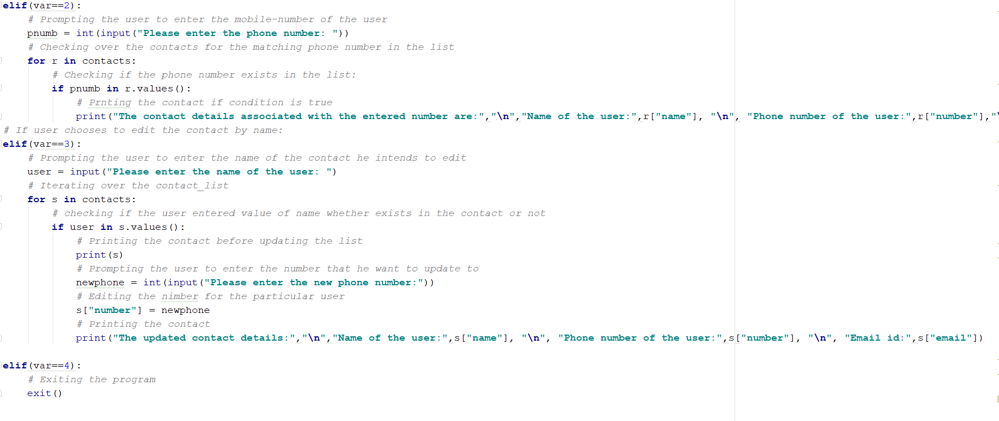 elif(var==2):
    # Prompting the user to enter the mobile-number of the user
    pnumb = int(input("Please enter the phone number: "))
    # Checking over the contacts for the matching phone number in the list
    for r in contacts:
        # Checking if the phone number exists in the list:
        if pnumb in r.values():
            # Prnting the contact if condition is true
            print("The contact details associated with the entered number are:","\n","Name of the user:",r["name"], "\n", "Phone number of the user:",r["number"],"\
# If user chooses to edit the contact by name:
elif(var==3):
    # Prompting the user to enter the name of the contact he intends to edit
    user = input("Please enter the name of the user: ")
    # Iterating over the contact_list
    for s in contacts:
        # checking if the user entered value of name whether exists in the contact or not
        if user in s.values():
            # Printing the contact before updating the list
            print(s)
            # Prompting the user to enter the number that he want to update to
            newphone = int(input("Please enter the new phone number:"))
            # Editing the nimber for the particular user
            s["number"] = newphone
            # Printing the contact
            print("The updated contact details:","\n","Name of the user:",s["name"], "\n", "Phone number of the user:",s["number"], "\n", "Email id:",s["email"])
elif(var==4):
    # Exiting the program
    exit()